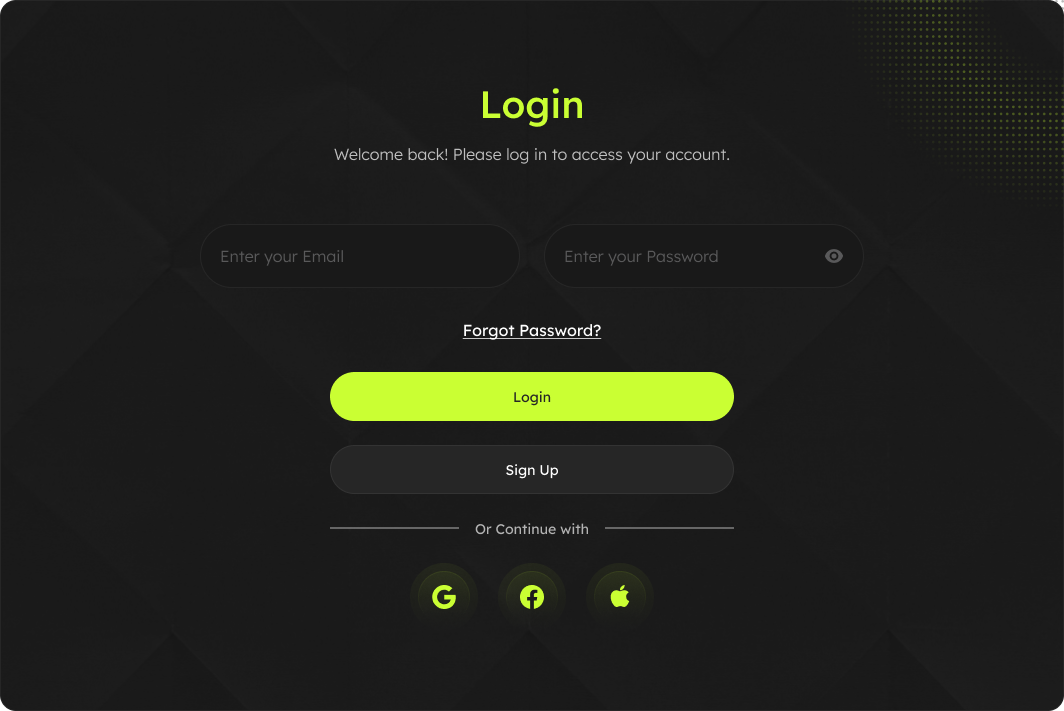 Login
Welcome back! Please log in to access your account.
Enter your Email
Enter your Password
Forgot Password?
Login
Sign Up
Or Continue with